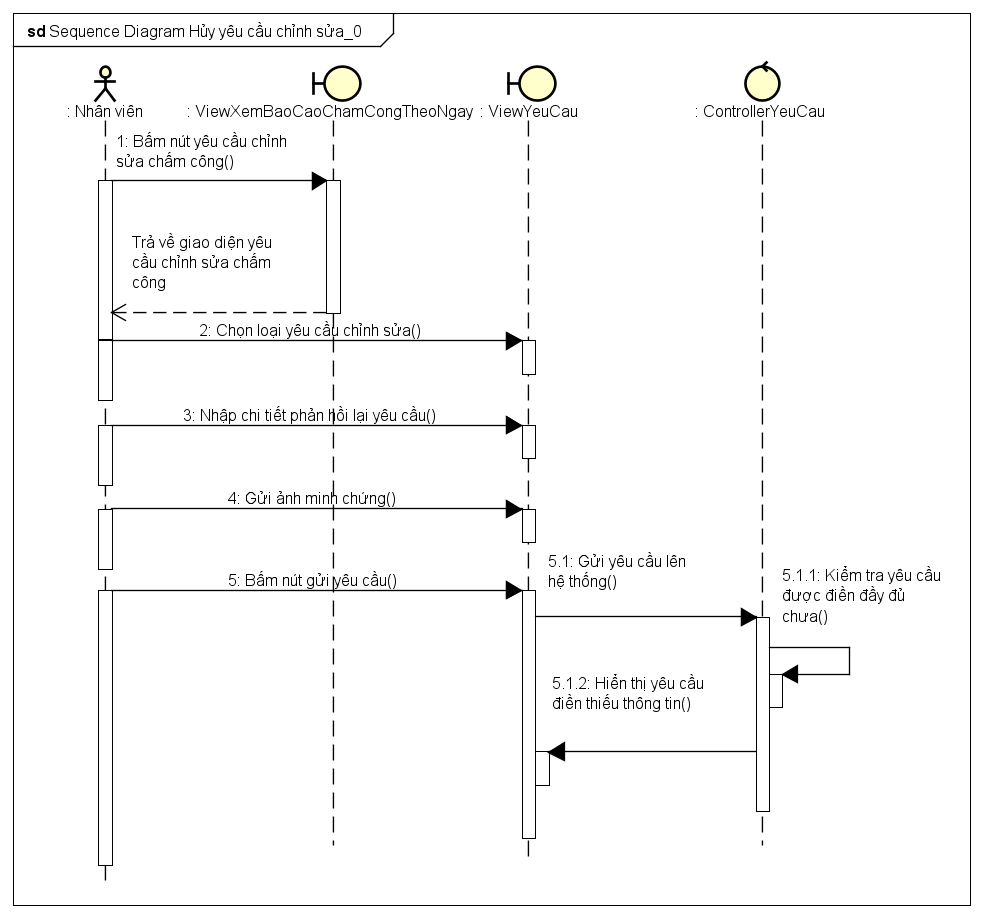 sd Sequence Diagram Hủy yêu cầu chỉnh sửa_0
: Nhân viên
: ViewXemBaoCaoChamCongTheoNgay
: ViewYeuCau
: ControllerYeuCau
1: Bấm nút yêu cầu chỉnh
sửa chấm công()
Trả về giao diện yêu
cầu chỉnh sửa chấm
công
2: Chọn loại yêu cầu chỉnh sửa()
3: Nhập chi tiết phản hồi lại yêu cầu()
4: Gửi ảnh minh chứng()
5: Bấm nút gửi yêu cầu()
5.1: Gửi yêu cầu lên
hệ thống()
5.1.1: Kiểm tra yêu cầu
được điền đầy đủ
chưa()
5.1.2: Hiển thị yêu cầu
điền thiếu thông tin()